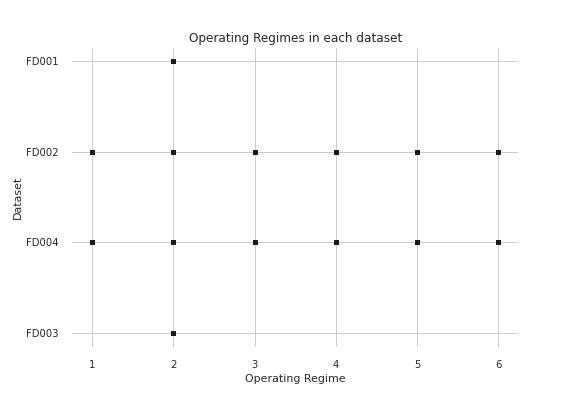 Operating Regimes in each dataset
FD001
FD002
Dataset
FD004
FD003
1 2 3 4 5 6
Operating Regime